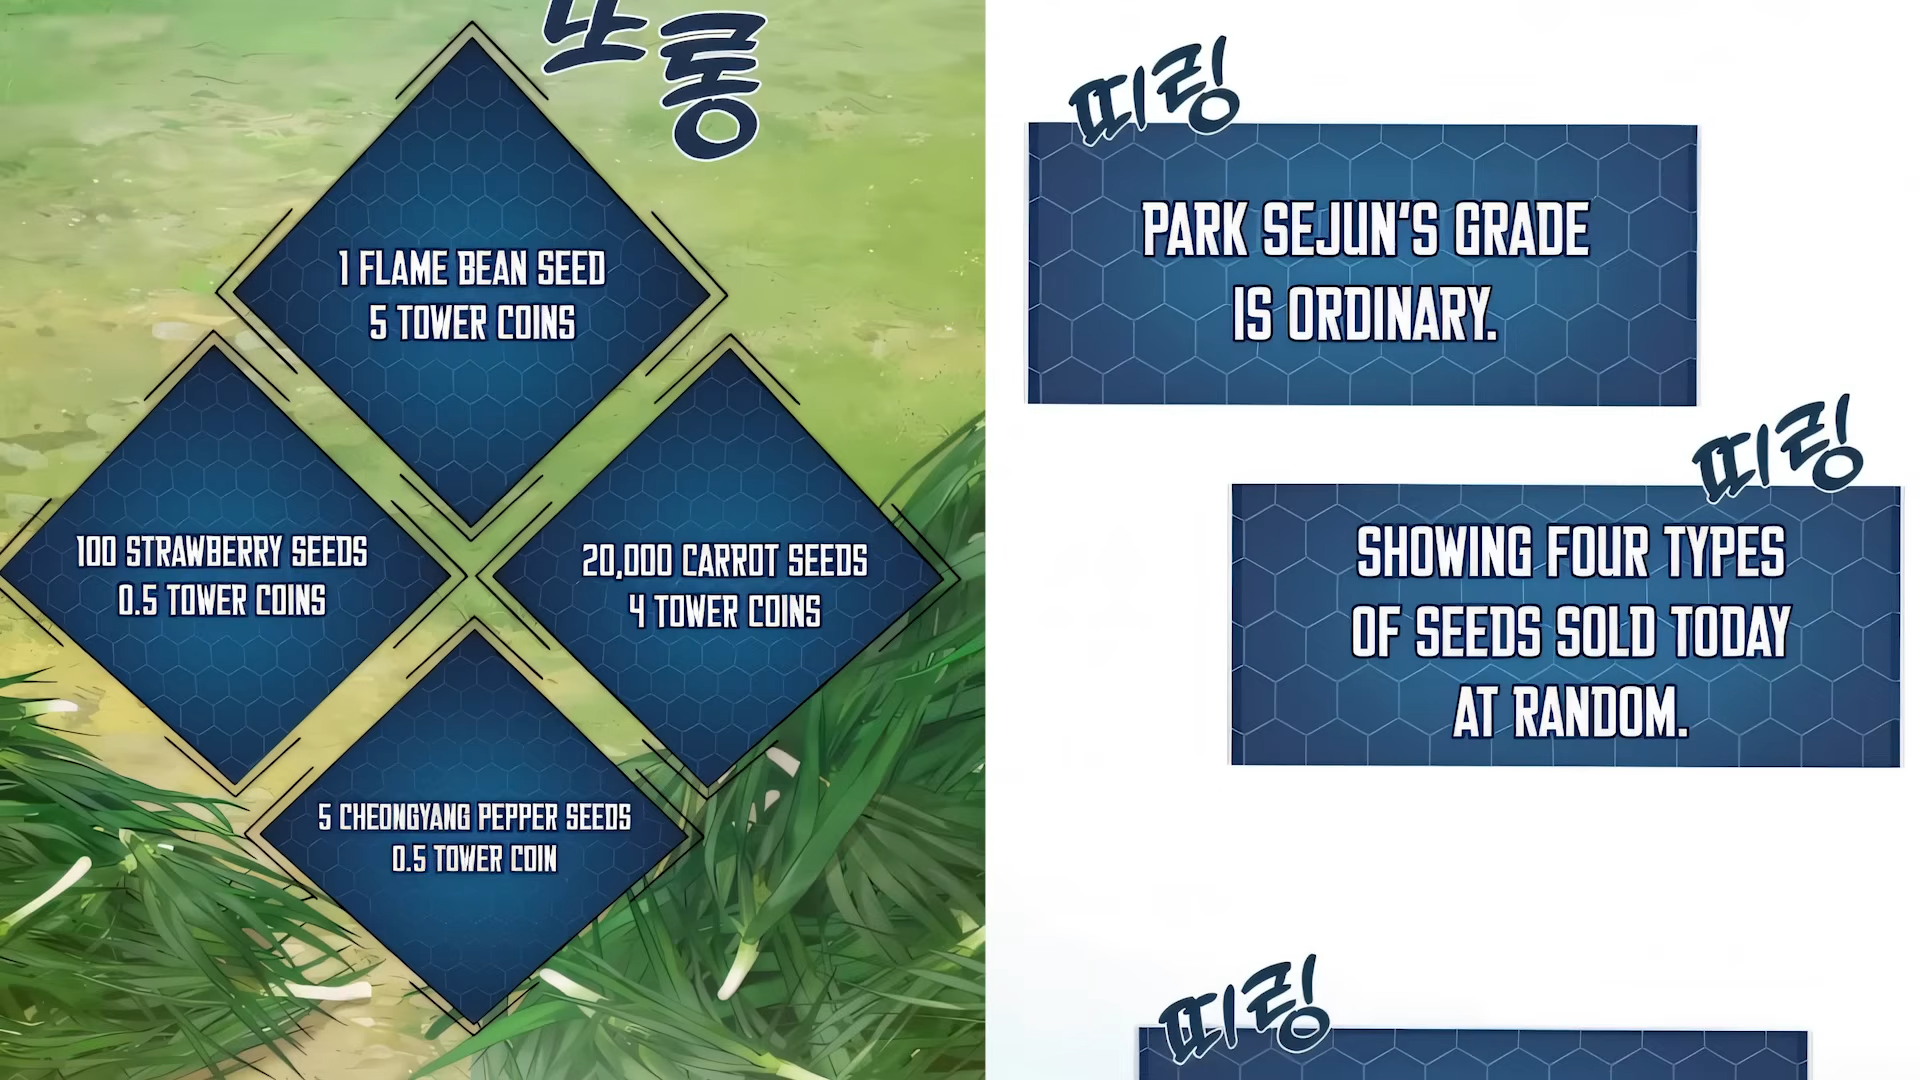 1 FLAME BEAN SEED
5 TOWER COINS
100 STRAWBERRY SEEDS
0.5 TOWER COINS
20,000 CARROT SEEDS
4 TOWER COINS
5 CHEONGYANG PEPPER SEEDS
0.5 TOWER COIN
띠링
PARK SEJUN'S GRADE
IS ORDINARY.
띠링
SHOWING FOUR TYPES
OF SEEDS SOLD TODAY
AT RANDOM.
띠링